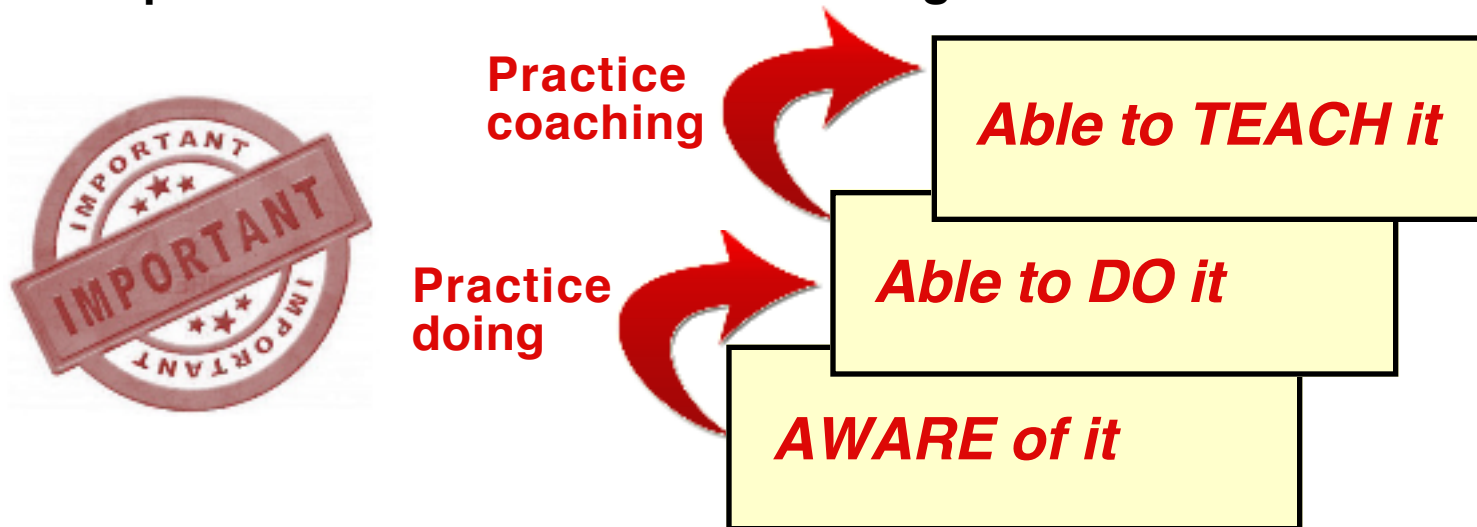 Practice
coaching
Able to TEACH it
IMPORTANT
IMPORTANT
IMPORTANT
Practice
doing
Able to DO it
AWARE of it